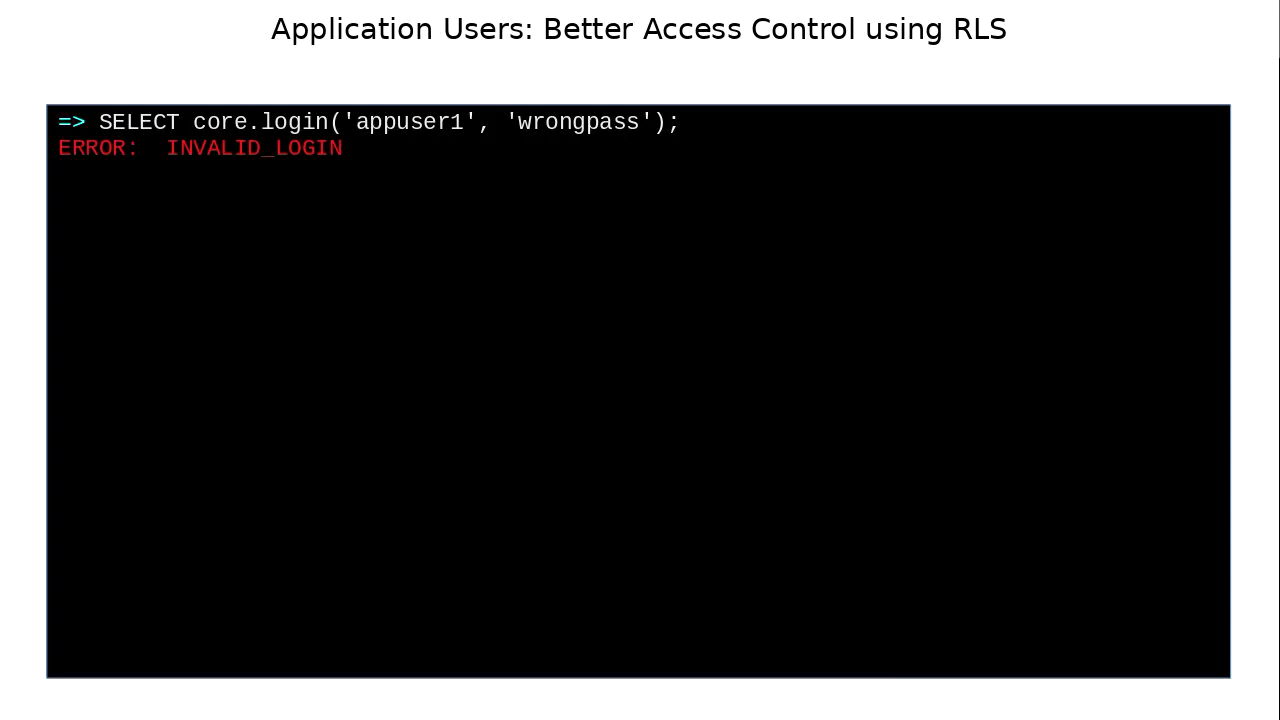 Application Users: Better Access Control using RLS
=> SELECT core.login('appuser1', 'wrongpass');
ERROR:  INVALID_LOGIN